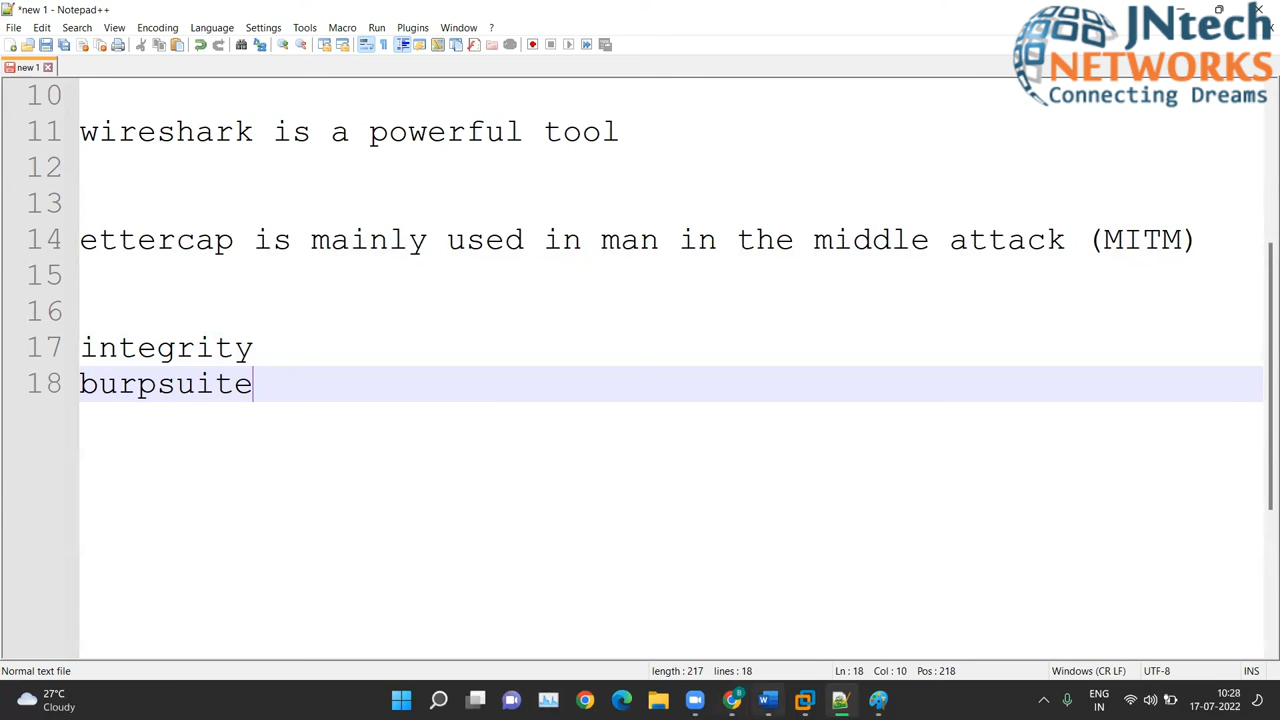 *new 1 - Notepad++
File Edit Search View Encoding Language Settings Tools Macro Run Plugins Window ?
new 1
JNtech
NETWORKS
Connecting Dreams
10
11 wireshark is a powerful tool
12
13
14 ettercap is mainly used in man in the middle attack (MITM)
15
16
17 integrity
18 burpsuite
Normal text file length : 217 lines : 18 Ln : 18 Col : 10 Pos : 218 Windows (CR LF) UTF-8 INS
27°C
Cloudy
ENG
IN
10:28
17-07-2022